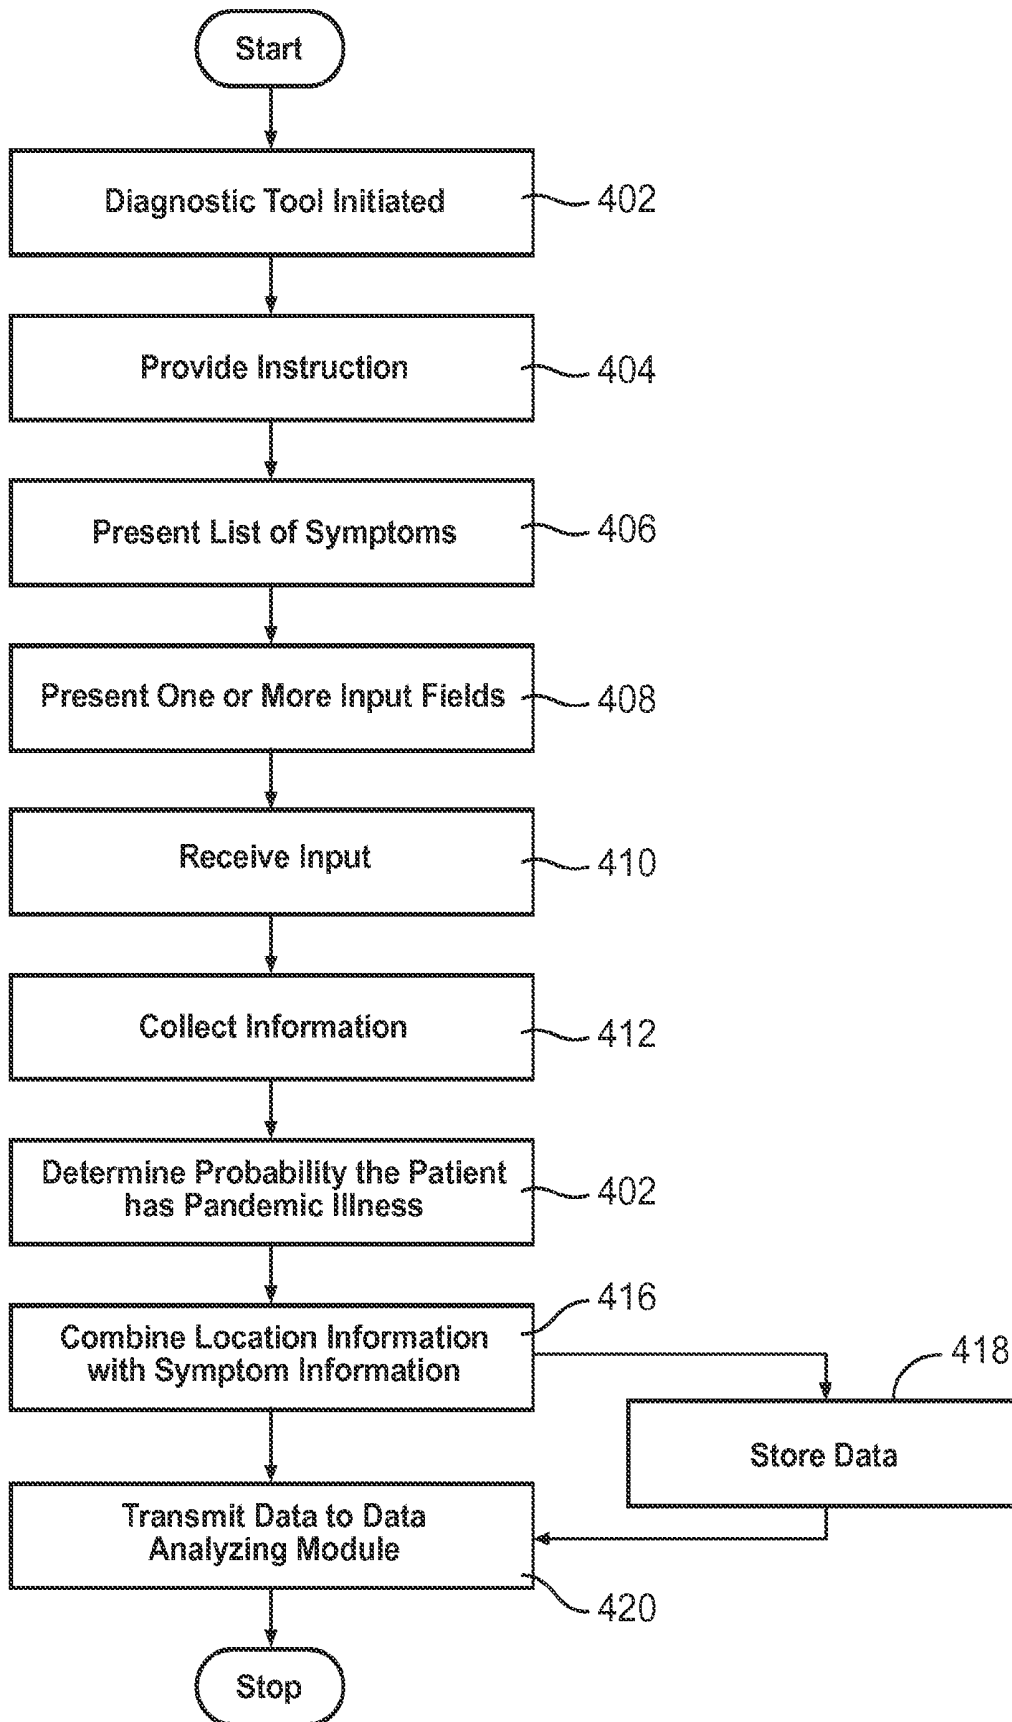 Start
Diagnostic Tool Initiated
402
Provide Instruction
404
Present List of Symptoms
406
Present One or More Input Fields
408
Receive Input
410
Collect Information
412
Determine Probability the Patient
has Pandemic Illness
402
416
Combine Location Information
with Symptom Information
418
Store Data
Transmit Data to Data
Analyzing Module
420
Stop